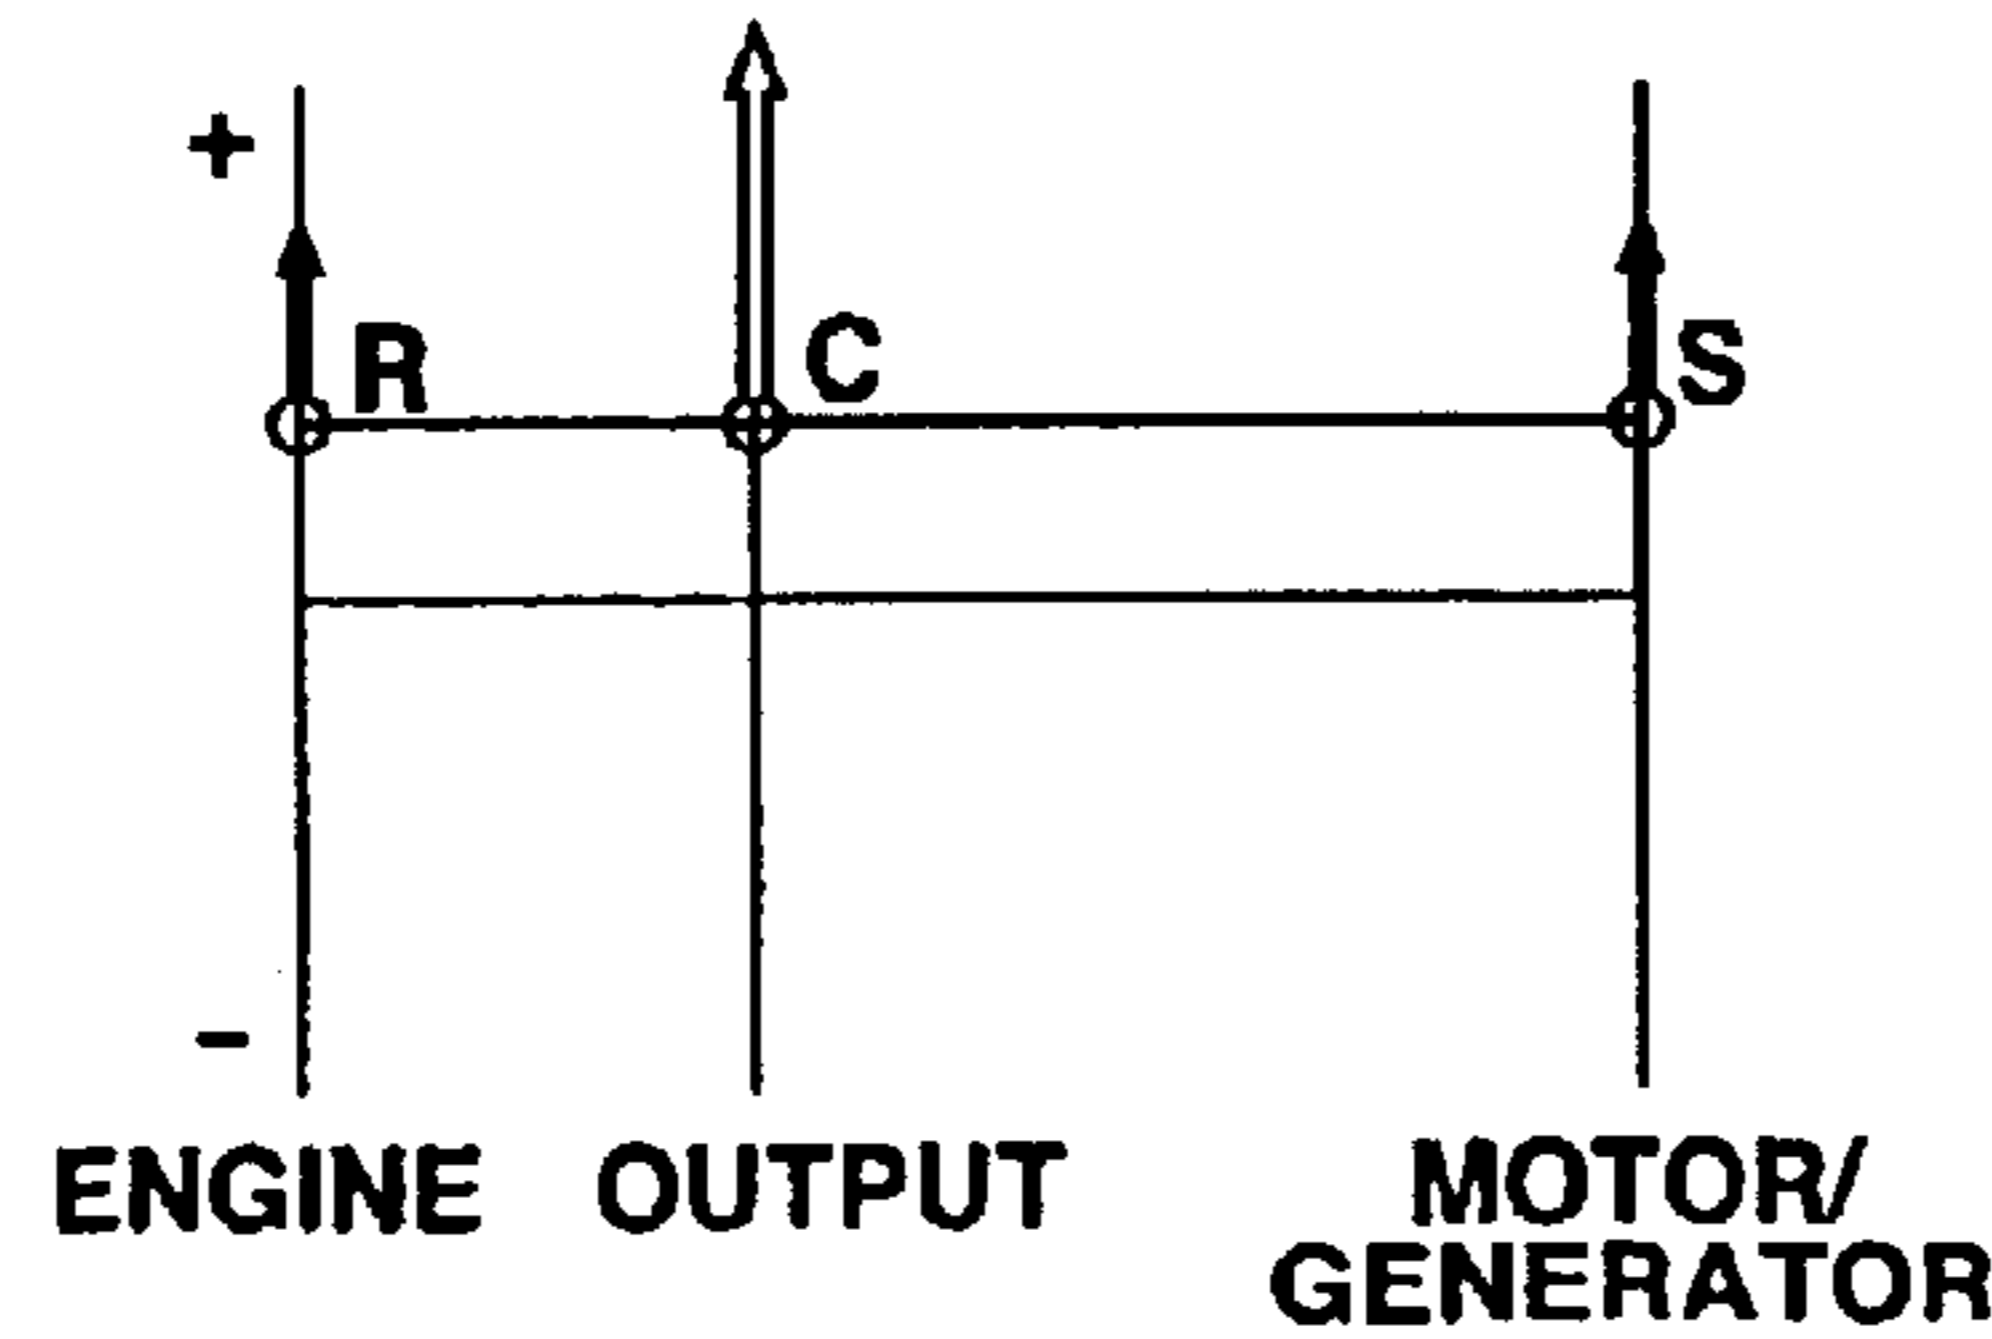 +
R C S
-
ENGINE OUTPUT MOTOR/
GENERATOR